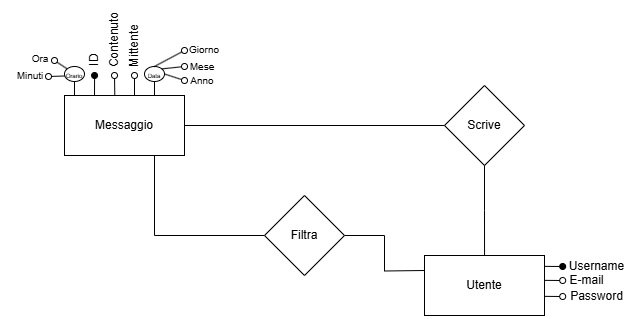 Ora
Minuti
Orario
ID
Contenuto
Mittente
Data
Giorno
Mese
Anno
Messaggio
Scrive
Filtra
Utente
Username
E-mail
Password